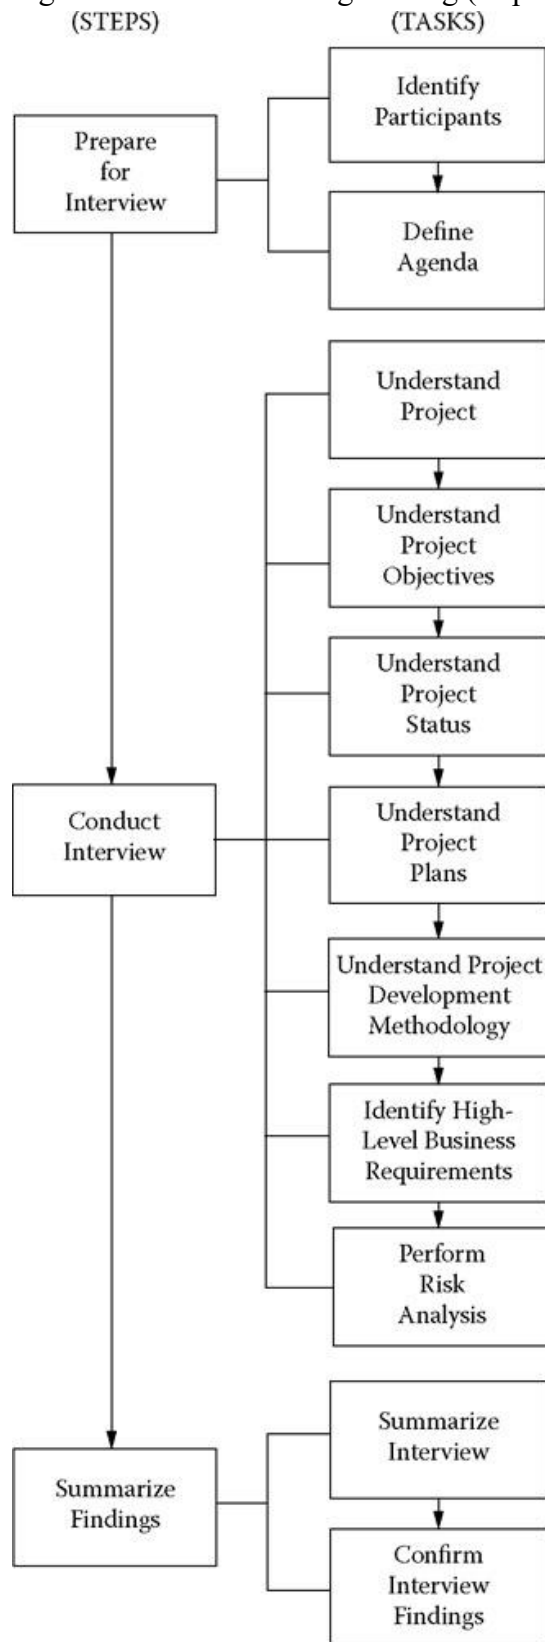 (STEPS)
(TASKS)
Identify
Participants
Prepare
for
Interview
Define
Agenda
Understand
Project
Understand
Project
Objectives
Understand
Project
Status
Conduct
Interview
Understand
Project
Plans
Understand Project
Development
Methodology
Identify High-
Level Business
Requirements
Perform
Risk
Analysis
Summarize
Interview
Summarize
Findings
Confirm
Interview
Findings